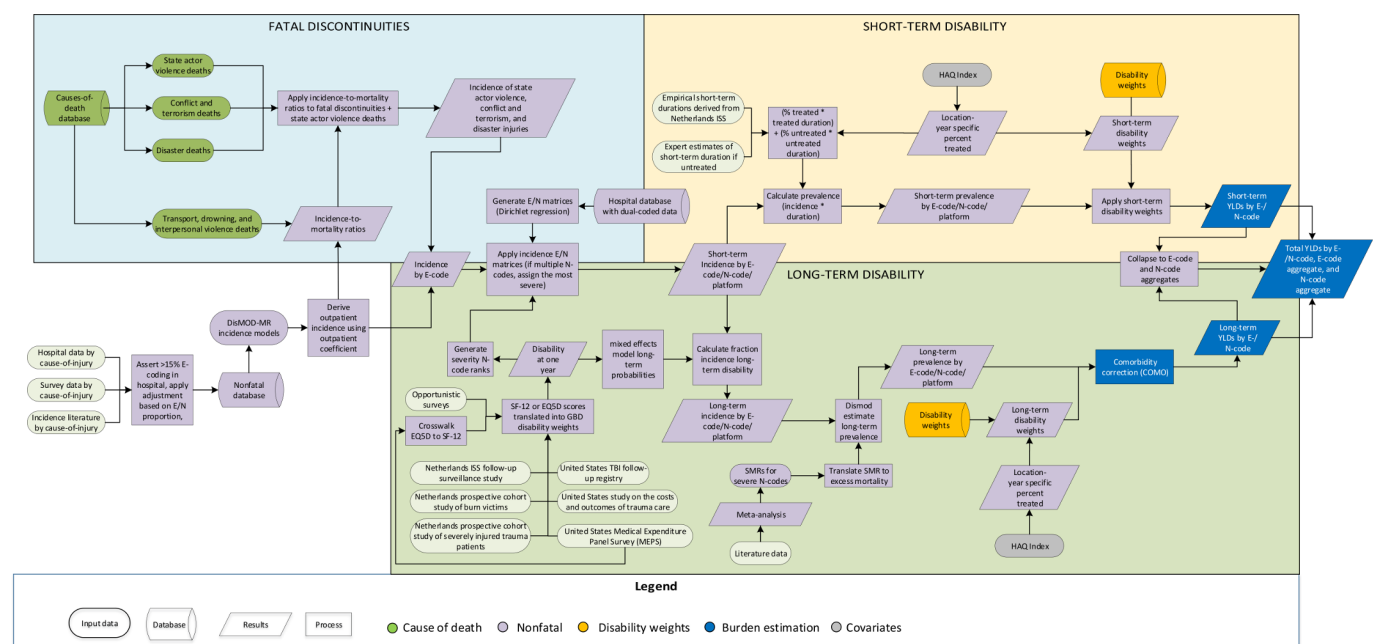 FATAL DISCONTINUITIES
State actor
violence deaths
Causes-of-
death
database
Conflict and
terrorism deaths
Disaster deaths
Transport, drowning, and
interpersonal violence deaths
Apply incidence-to-mortality
ratios to fatal discontinuities +
state actor violence deaths
Incidence of state
actor violence,
conflict and
terrorism, and
disaster injuries
Incidence-to-
mortality ratios
Generate E/N matrices
(Dirichlet regression)
Hospital database
with dual-coded data
SHORT-TERM DISABILITY
Empirical short-term
durations derived from
Netherlands ISS
Expert estimates of
short-term duration if
untreated
(% treated *
treated duration)
+ (% untreated *
untreated
duration)
HAQ Index
Location-
year specific
percent
treated
Disability
weights
Short-term
disability
weights
Calculate prevalence
(incidence *
duration)
Short-term prevalence
by E-code/N-code/
platform
Apply short-term
disability weights
Short-term
YLDs by E-/
N-code
Incidence
by E-code
Apply incidence E/N
matrices (if multiple N-
codes, assign the most
severe)
Short-term
Incidence by E-
code/N-code/
platform
LONG-TERM DISABILITY
Collapse to E-code
and N-code
aggregates
Total YLDs by E-
/N-code, E-code
aggregate, and
N-code
aggregate
Hospital data by
cause-of-injury
Survey data by
cause-of-injury
Incidence literature
by cause-of-injury
Assert >15% E-
coding in
hospital, apply
adjustment
based on E/N
proportion,
DisMOD-MR
incidence models
Nonfatal
database
Derive
outpatient
incidence using
outpatient
coefficient
Generate
severity N-
code ranks
Disability
at one
year
mixed effects
model long-
term
probabilities
Calculate fraction
incidence long-
term disability
Long-term
prevalence by
E-code/N-code/
platform
Comorbidity
correction (COMO)
Long-term
YLDs by E-/
N-code
Opportunistic
surveys
Crosswalk
EQ5D to SF-12
SF-12 or EQ5D scores
translated into GBD
disability weights
Long-term
incidence by E-
code/N-code/
platform
Dismod
estimate
long-term
prevalence
Disability
weights
Long-term
disability
weights
Netherlands ISS follow-up
surveillance study
United States TBI follow-
up registry
Netherlands prospective cohort
study of burn victims
United States study on the costs
and outcomes of trauma care
Netherlands prospective cohort
study of severely injured trauma
patients
United States Medical Expenditure
Panel Survey (MEPS)
SMRs for
severe N-codes
Translate SMR to
excess mortality
Meta-analysis
Literature data
Location-
year specific
percent
treated
HAQ Index
Legend
Input data
Database
Results
Process
Cause of death
Nonfatal
Disability weights
Burden estimation
Covariates